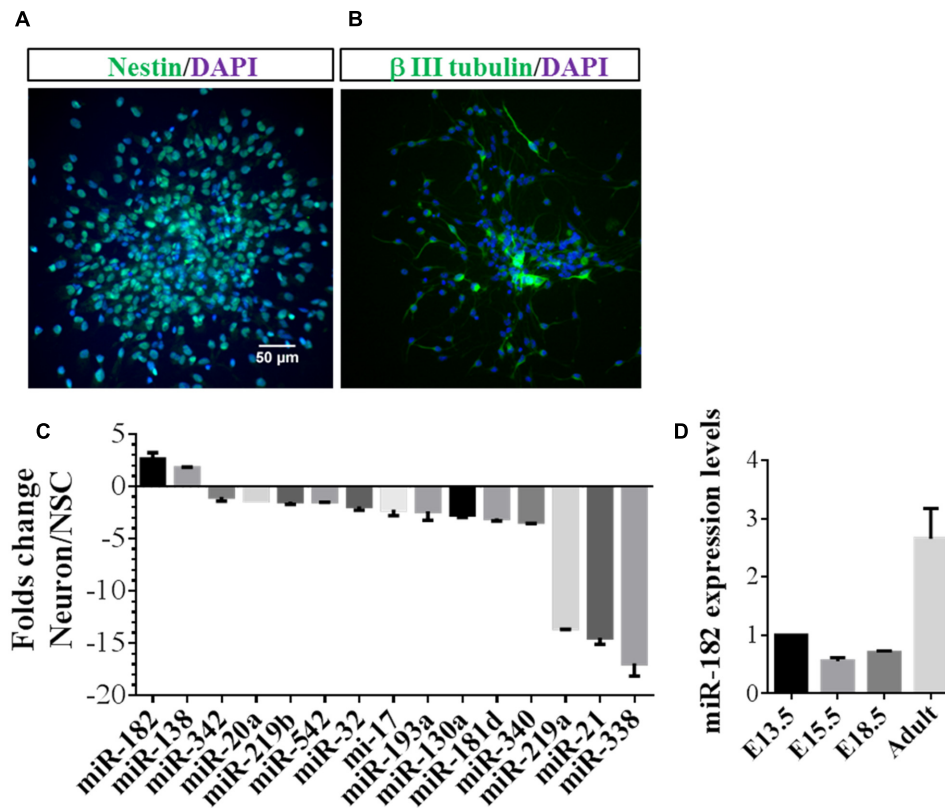 A
B
Nestin/DAPI
β III tubulin/DAPI
50 µm
C
Folds change
Neuron/NSC
5
0
-5
-10
-15
-20
miR-182
miR-138
miR-342
miR-20a
miR-219b
miR-542
miR-32
mi-17
miR-193a
miR-130a
miR-181d
miR-340
miR-219a
miR-21
miR-338
D
miR-182 expression levels
4
3
2
1
0
E13.5
E15.5
E18.5
Adult